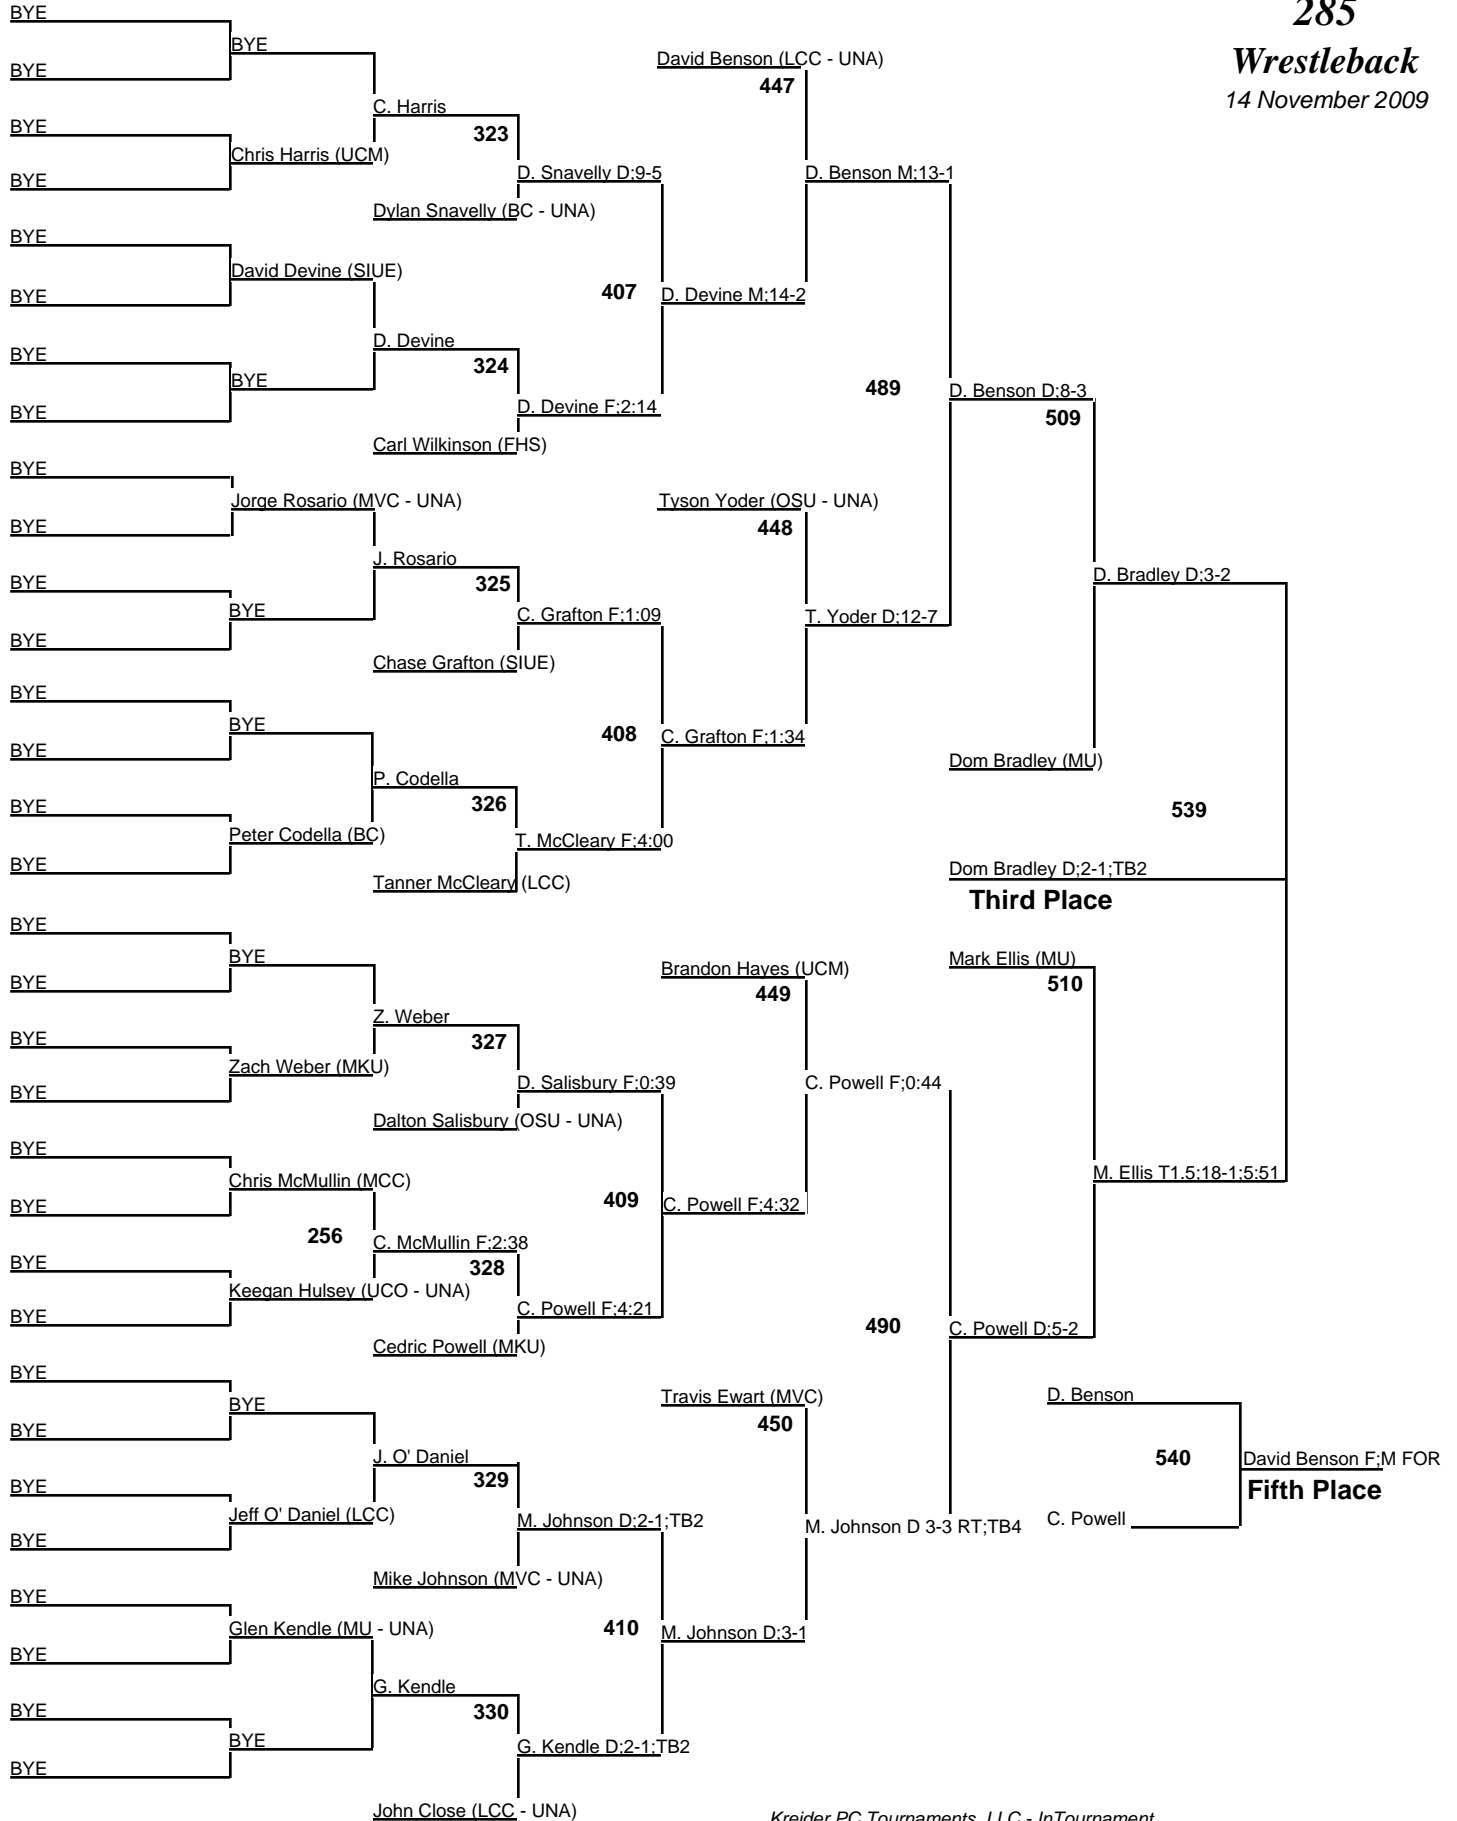 285
Wrestleback
14 November 2009
BYE
BYE
BYE
David Benson (LCC - UNA)
447
C. Harris
323
BYE
Chris Harris (UCM)
BYE
D. Snavelly D;9-5
D. Benson M;13-1
Dylan Snavelly (BC - UNA)
BYE
David Devine (SIUE)
BYE
407
D. Devine M;14-2
D. Devine
324
BYE
BYE
BYE
489
D. Benson D;8-3
509
D. Devine F;2:14
Carl Wilkinson (FHS)
BYE
Jorge Rosario (MVC - UNA)
BYE
Tyson Yoder (OSU - UNA)
448
J. Rosario
325
BYE
BYE
BYE
C. Grafton F;1:09
T. Yoder D;12-7
D. Bradley D;3-2
Chase Grafton (SIUE)
BYE
BYE
BYE
408
C. Grafton F;1:34
Dom Bradley (MU)
P. Codella
326
BYE
Peter Codella (BC)
BYE
T. McCleary F;4:00
539
Tanner McCleary (LCC)
Dom Bradley D;2-1;TB2
Third Place
BYE
BYE
BYE
Brandon Hayes (UCM)
449
Mark Ellis (MU)
510
Z. Weber
327
BYE
Zach Weber (MKU)
BYE
D. Salisbury F;0:39
C. Powell F;0:44
Dalton Salisbury (OSU - UNA)
BYE
Chris McMullin (MCC)
BYE
409
C. Powell F;4:32
M. Ellis T1.5;18-1;5:51
256
C. McMullin F;2:38
328
BYE
Keegan Hulsey (UCO - UNA)
BYE
C. Powell F;4:21
490
C. Powell D;5-2
Cedric Powell (MKU)
BYE
BYE
BYE
Travis Ewart (MVC)
450
D. Benson
J. O' Daniel
329
540
David Benson F;M FOR
Fifth Place
BYE
Jeff O' Daniel (LCC)
BYE
M. Johnson D;2-1;TB2
M. Johnson D 3-3 RT;TB4
C. Powell
Mike Johnson (MVC - UNA)
BYE
Glen Kendle (MU - UNA)
BYE
410
M. Johnson D;3-1
G. Kendle
330
BYE
BYE
BYE
G. Kendle D;2-1;TB2
John Close (LCC - UNA)
Kreider PC Tournaments, LLC - InTournament